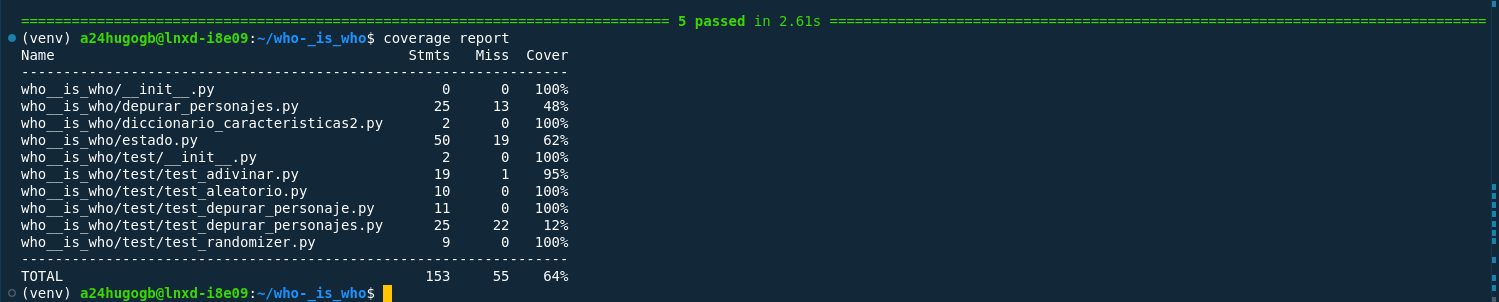 ============================================================================= 5 passed in 2.61s ==============================================================================
(venv) a24hugogb@lnxd-i8e09:~/who-_is_who$ coverage report
Name                                          Stmts   Miss  Cover
-----------------------------------------------------------------
who__is_who/__init__.py                           0      0   100%
who__is_who/depurar_personajes.py                25     13    48%
who__is_who/diccionario_caracteristicas2.py       2      0   100%
who__is_who/estado.py                            50     19    62%
who__is_who/test/__init__.py                      2      0   100%
who__is_who/test/test_adivinar.py                19      1    95%
who__is_who/test/test_aleatorio.py               10      0   100%
who__is_who/test/test_depurar_personaje.py       11      0   100%
who__is_who/test/test_depurar_personajes.py      25     22    12%
who__is_who/test/test_randomizer.py               9      0   100%
-----------------------------------------------------------------
TOTAL                                           153     55    64%
(venv) a24hugogb@lnxd-i8e09:~/who-_is_who$